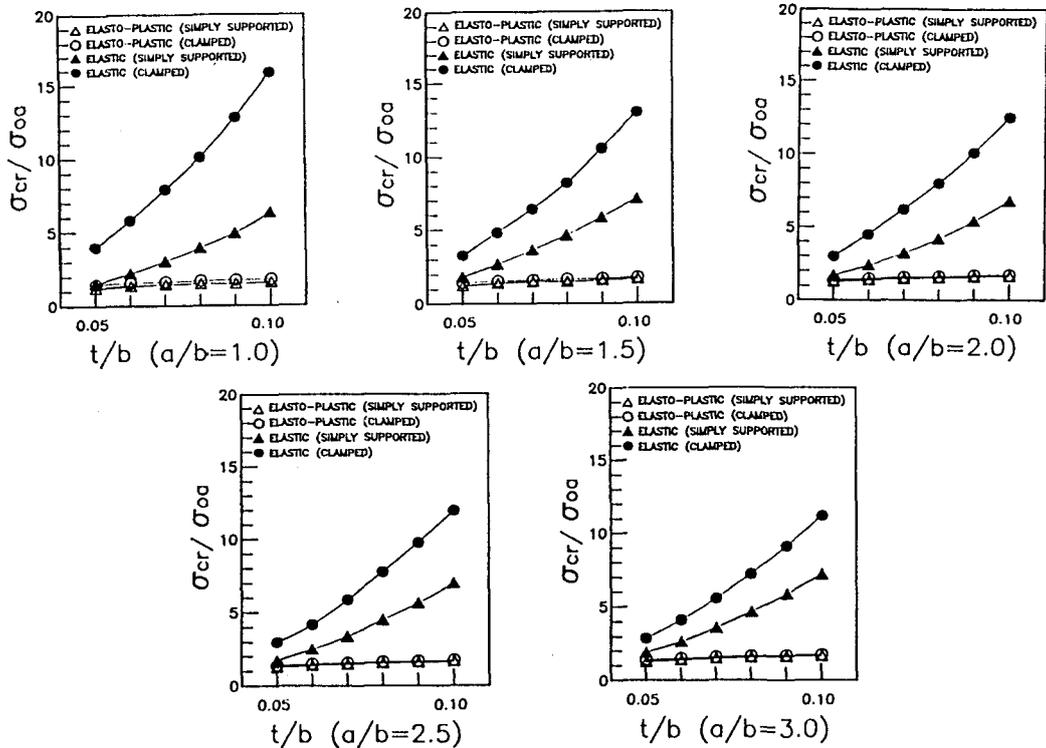 20
ELASTO-PLASTIC (SIMPLY SUPPORTED)
ELASTO-PLASTIC (CLAMPED)
ELASTIC (SIMPLY SUPPORTED)
ELASTIC (CLAMPED)
15
10
5
0
σcr/ σoa
0.05 0.10
t/b (a/b=1.0)
20
ELASTO-PLASTIC (SIMPLY SUPPORTED)
ELASTO-PLASTIC (CLAMPED)
ELASTIC (SIMPLY SUPPORTED)
ELASTIC (CLAMPED)
15
10
5
0
σcr/ σoa
0.05 0.10
t/b (a/b=1.5)
20
ELASTO-PLASTIC (SIMPLY SUPPORTED)
ELASTO-PLASTIC (CLAMPED)
ELASTIC (SIMPLY SUPPORTED)
ELASTIC (CLAMPED)
15
10
5
0
σcr/ σoa
0.05 0.10
t/b (a/b=2.0)
20
ELASTO-PLASTIC (SIMPLY SUPPORTED)
ELASTO-PLASTIC (CLAMPED)
ELASTIC (SIMPLY SUPPORTED)
ELASTIC (CLAMPED)
15
10
5
0
σcr/ σoa
0.05 0.10
t/b (a/b=2.5)
20
ELASTO-PLASTIC (SIMPLY SUPPORTED)
ELASTO-PLASTIC (CLAMPED)
ELASTIC (SIMPLY SUPPORTED)
ELASTIC (CLAMPED)
15
10
5
0
σcr/ σoa
0.05 0.10
t/b (a/b=3.0)